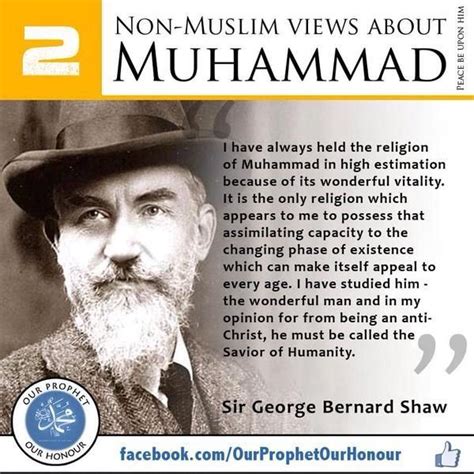 2
NON-MUSLIM VIEWS ABOUT
MUHAMMAD
PEACE BE UPON HIM
“
I have always held the religion
of Muhammad in high estimation
because of its wonderful vitality.
It is the only religion which
appears to me to possess that
assimilating capacity to the
changing phase of existence
which can make itself appeal to
every age. I have studied him -
the wonderful man and in my
opinion for from being an anti-
Christ, he must be called the
Savior of Humanity.
”
Sir George Bernard Shaw
OUR PROPHET
محمد
OUR HONOUR
facebook.com/OurProphetOurHonour